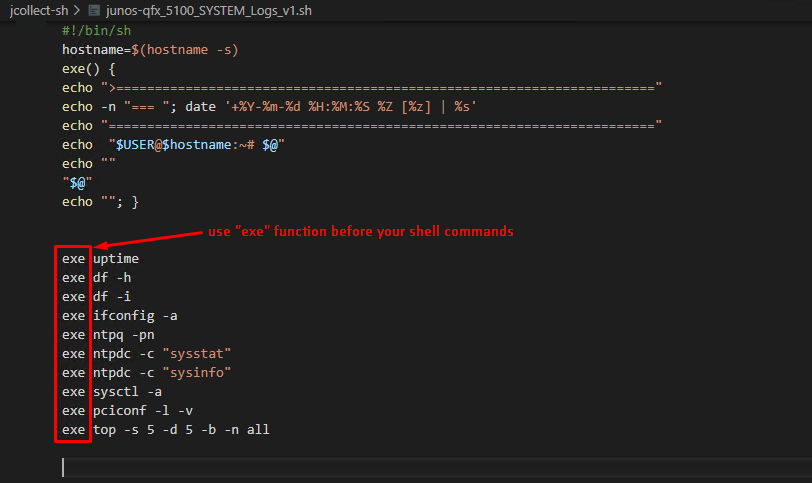 jcollect-sh > junos-qfx_5100_SYSTEM_Logs_v1.sh
#!/bin/sh
hostname=$(hostname -s)
exe() {
echo ">======================================================================"
echo -n "=== "; date '+%Y-%m-%d %H:%M:%S %Z [%z] | %s'
echo "======================================================================="
echo  "$USER@$hostname:~# $@"
echo ""
"$@"
echo ""; }
use "exe" function before your shell commands
exe uptime
exe df -h
exe df -i
exe ifconfig -a
exe ntpq -pn
exe ntpdc -c "sysstat"
exe ntpdc -c "sysinfo"
exe sysctl -a
exe pciconf -l -v
exe top -s 5 -d 5 -b -n all